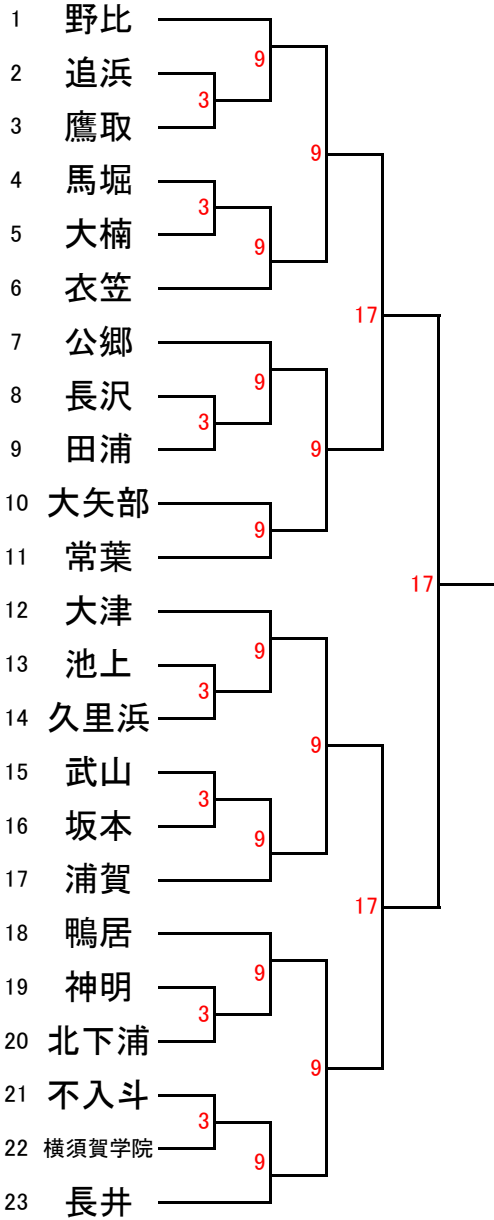 1 野比
9
2 追浜
3
3 鷹取
9
4 馬堀
3
5 大楠
9
6 衣笠
17
7 公郷
9
8 長沢
3
9 田浦
9
10 大矢部
9
11 常葉
17
12 大津
9
13 池上
3
14 久里浜
9
15 武山
3
16 坂本
9
17 浦賀
17
18 鴨居
9
19 神明
3
20 北下浦
9
21 不入斗
3
22 横須賀学院
9
23 長井